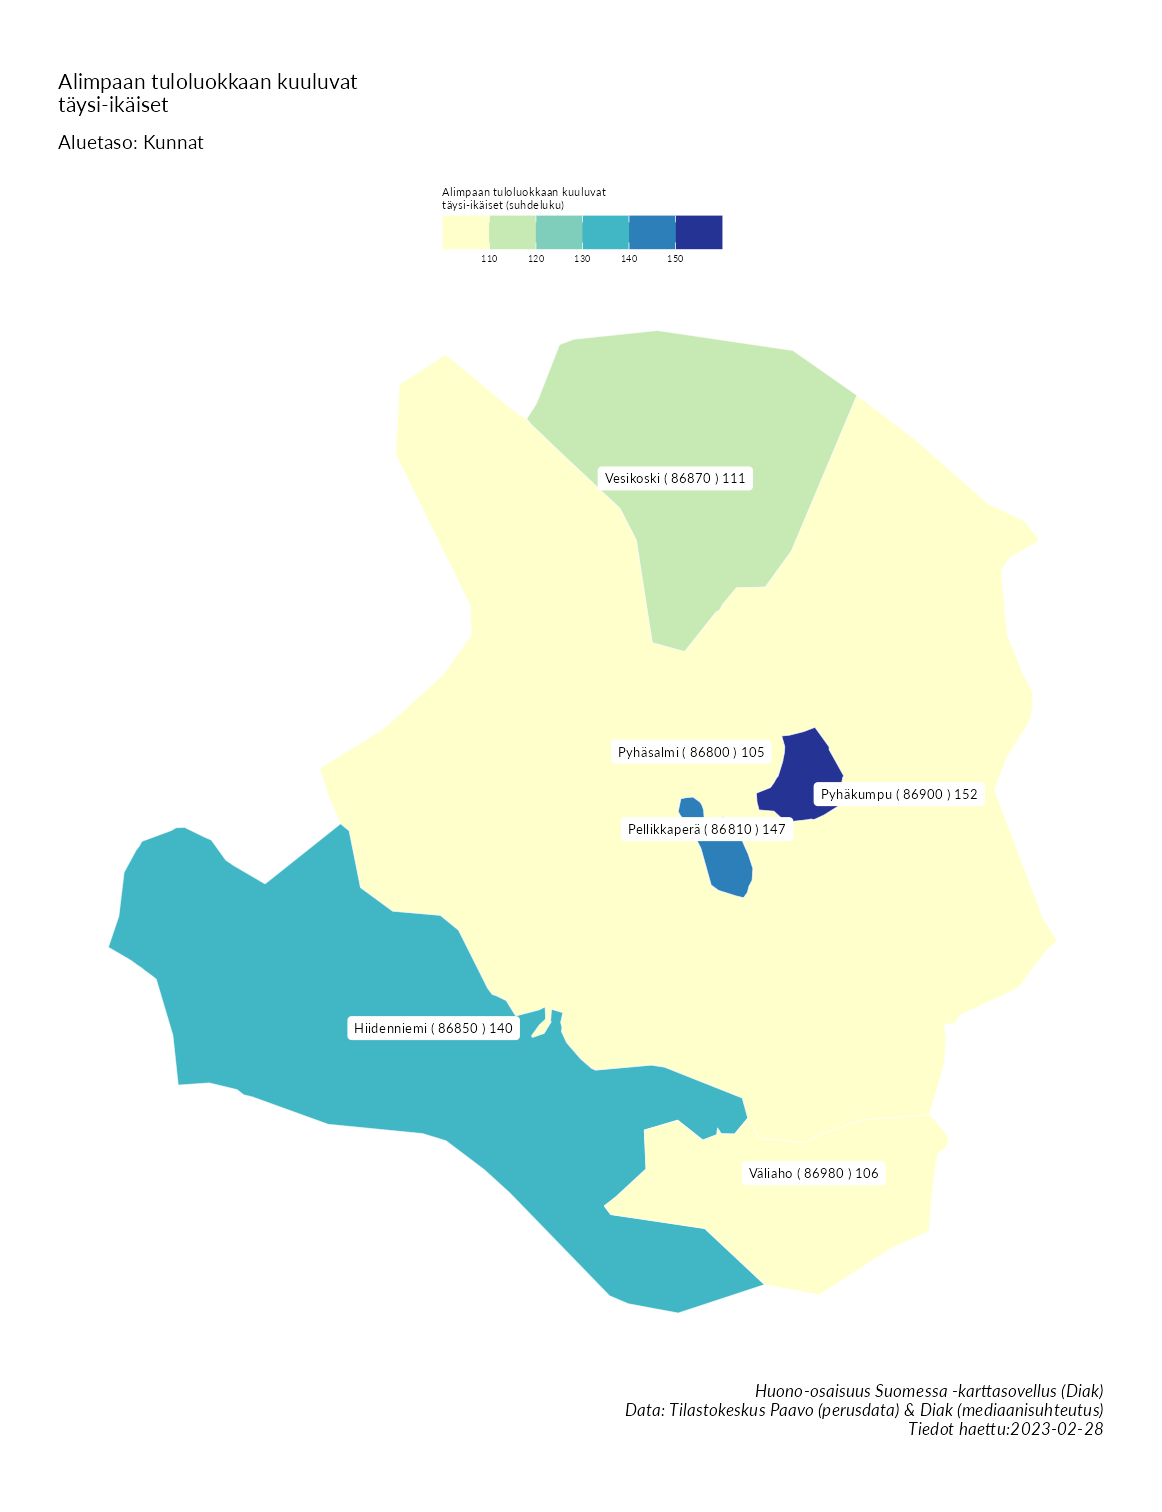 Alimpaan tuloluokkaan kuuluvat
täysi-ikäiset
Aluetaso: Kunnat
Alimpaan tuloluokkaan kuuluvat
täysi-ikäiset (suhdeluku)
110 120 130 140 150
Vesikoski ( 86870 ) 111
Pyhäsalmi ( 86800 ) 105
Pyhäkumpu ( 86900 ) 152
Pellikkaperä ( 86810 ) 147
Hiidenniemi ( 86850 ) 140
Väliaho ( 86980 ) 106
Huono-osaisuus Suomessa -karttasovellus (Diak)
Data: Tilastokeskus Paavo (perusdata) & Diak (mediaanisuhteutus)
Tiedot haettu:2023-02-28